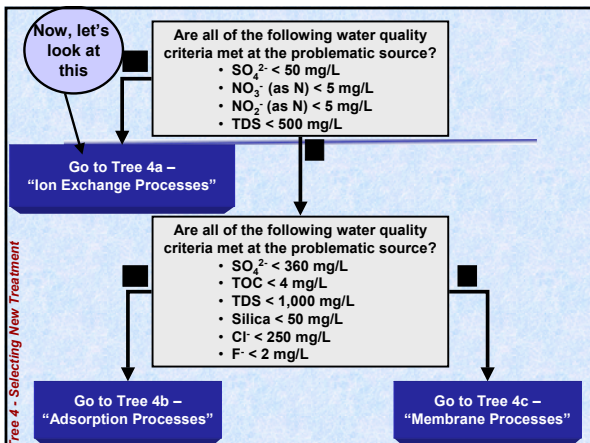 Now, let's
look at
this
Are all of the following water quality
criteria met at the problematic source?
• SO₄²⁻ < 50 mg/L
• NO₃⁻ (as N) < 5 mg/L
• NO₂⁻ (as N) < 5 mg/L
• TDS < 500 mg/L
Go to Tree 4a –
“Ion Exchange Processes”
Are all of the following water quality
criteria met at the problematic source?
• SO₄²⁻ < 360 mg/L
• TOC < 4 mg/L
• TDS < 1,000 mg/L
• Silica < 50 mg/L
• Cl⁻ < 250 mg/L
• F⁻ < 2 mg/L
Go to Tree 4b –
“Adsorption Processes”
Go to Tree 4c –
“Membrane Processes”
Tree 4 - Selecting New Treatment